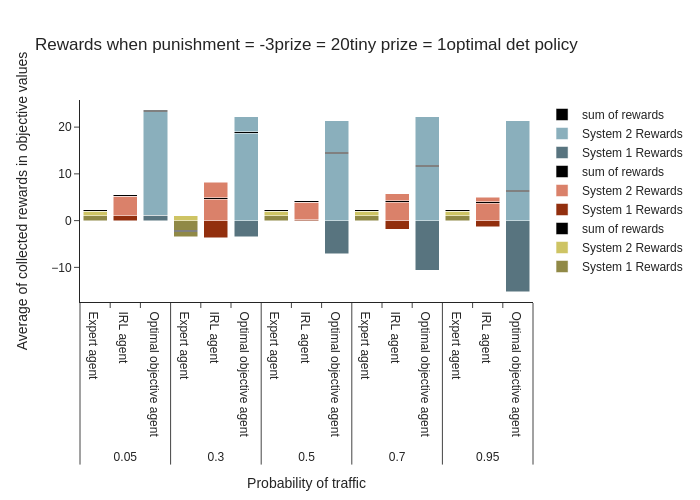 Rewards when punishment = -3prize = 20tiny prize = 1optimal det policy
Average of collected rewards in objective values
20
10
0
−10
sum of rewards
System 2 Rewards
System 1 Rewards
sum of rewards
System 2 Rewards
System 1 Rewards
sum of rewards
System 2 Rewards
System 1 Rewards
Expert agent
IRL agent
Optimal objective agent
Expert agent
IRL agent
Optimal objective agent
Expert agent
IRL agent
Optimal objective agent
Expert agent
IRL agent
Optimal objective agent
Expert agent
IRL agent
Optimal objective agent
0.05
0.3
0.5
0.7
0.95
Probability of traffic